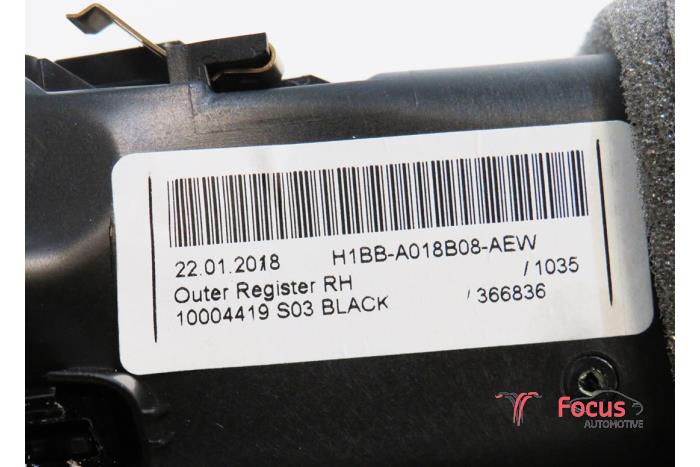 22.01.2018 H1BB-A018B08-AEW
Outer Register RH /1035
10004419 S03 BLACK /366836
Focus
AUTOMOTIVE